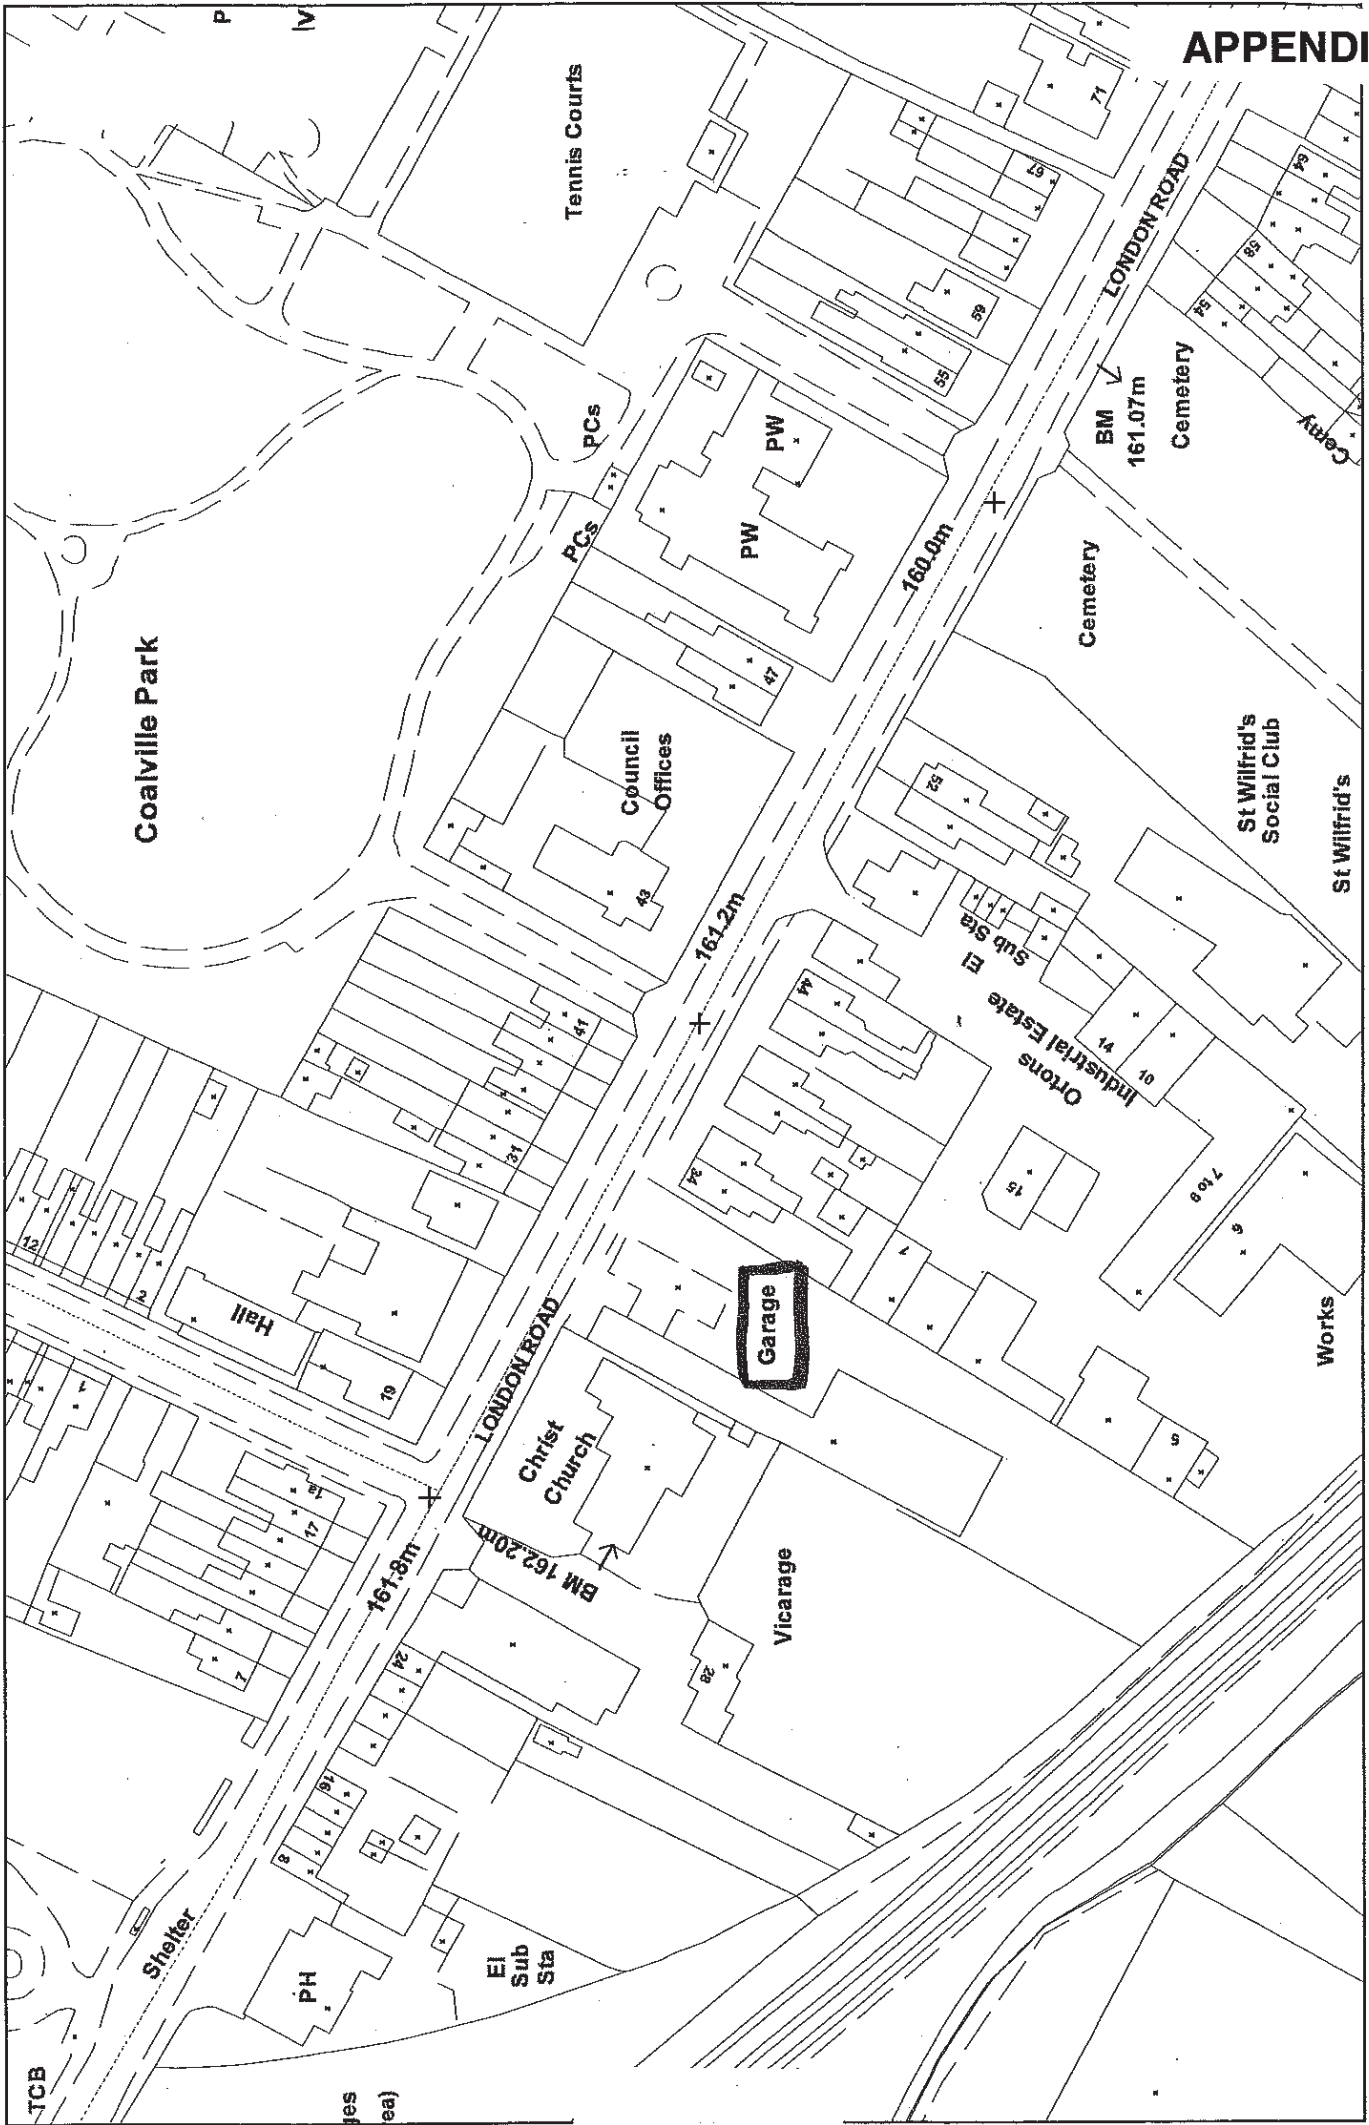 APPENDI
TCB
Shelter
PH
El
Sub
Sta
ges
rea)
8
16
24
7
17
1a
161.8m
BM 162.20m
Christ
Church
Vicarage
28
LONDON ROAD
1
2
12
Hall
19
31
41
Garage
34
44
7
5
15
Ortons
Industrial Estate
El
Sub Sta
14
10
7 to 9
6
Works
161.2m
43
Council
Offices
Coalville Park
47
PW
PW
PCs
PCs
Tennis Courts
52
St Wilfrid's
Social Club
St Wilfrid's
160.0m
Cemetery
Cemetery
BM
161.07m
Cemy
LONDON ROAD
55
59
67
71
54
58
64
P